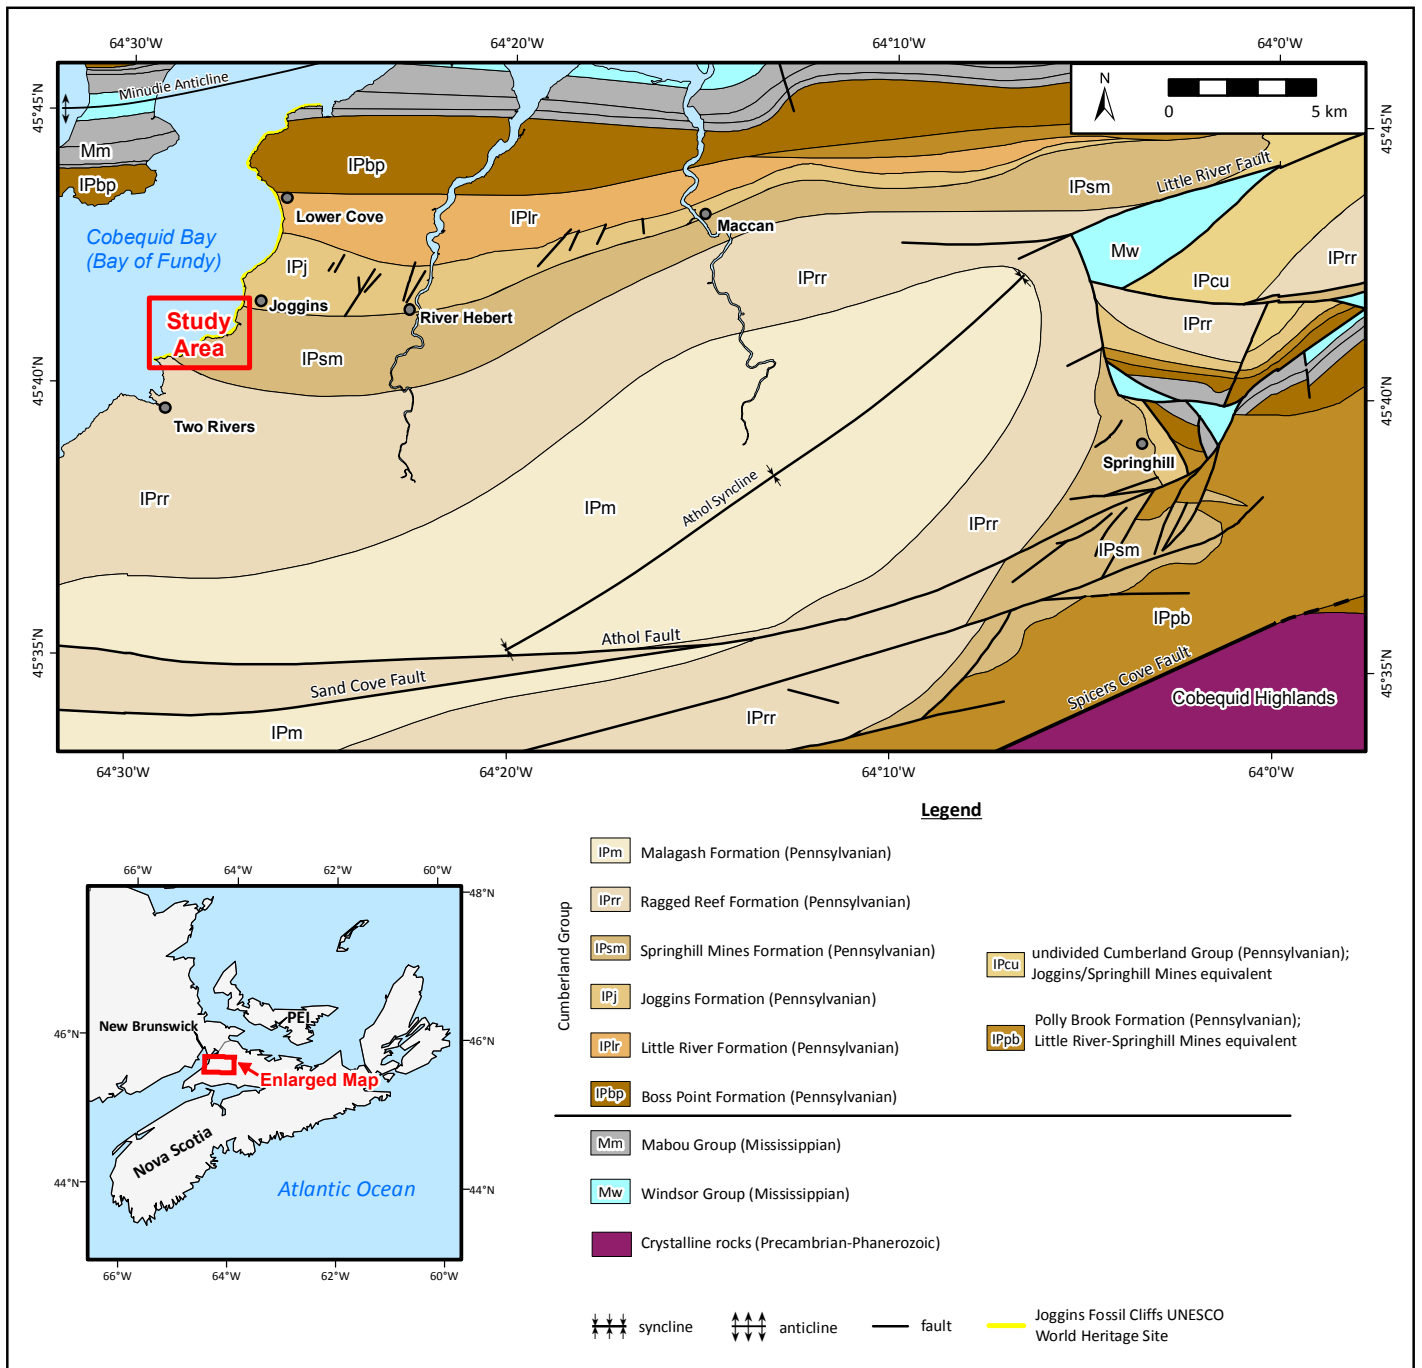 64°30'W
64°20'W
64°10'W
64°0'W
45°45'N
45°40'N
45°35'N
45°45'N
45°40'N
45°35'N
N
0
5 km
Minudie Anticline
Mm
IPbp
IPbp
Lower Cove
IPlr
Maccan
IPsm
Little River Fault
Cobequid Bay
(Bay of Fundy)
IPj
Joggins
River Hebert
IPrr
Mw
IPcu
IPrr
IPrr
Study
Area
IPsm
Two Rivers
Springhill
IPrr
IPm
Athol Syncline
IPrr
IPsm
IPpb
Athol Fault
Sand Cove Fault
Spicers Cove Fault
Cobequid Highlands
IPm
IPrr
64°30'W
64°20'W
64°10'W
64°0'W
Legend
Cumberland Group
IPm
Malagash Formation (Pennsylvanian)
IPrr
Ragged Reef Formation (Pennsylvanian)
IPsm
Springhill Mines Formation (Pennsylvanian)
IPj
Joggins Formation (Pennsylvanian)
IPlr
Little River Formation (Pennsylvanian)
IPbp
Boss Point Formation (Pennsylvanian)
IPcu
undivided Cumberland Group (Pennsylvanian);
Joggins/Springhill Mines equivalent
IPpb
Polly Brook Formation (Pennsylvanian);
Little River-Springhill Mines equivalent
Mm
Mabou Group (Mississippian)
Mw
Windsor Group (Mississippian)
Crystalline rocks (Precambrian-Phanerozoic)
syncline
anticline
fault
Joggins Fossil Cliffs UNESCO
World Heritage Site
66°W
64°W
62°W
60°W
48°N
46°N
46°N
44°N
44°N
New Brunswick
PEI
Enlarged Map
Nova Scotia
Atlantic Ocean
66°W
64°W
62°W
60°W